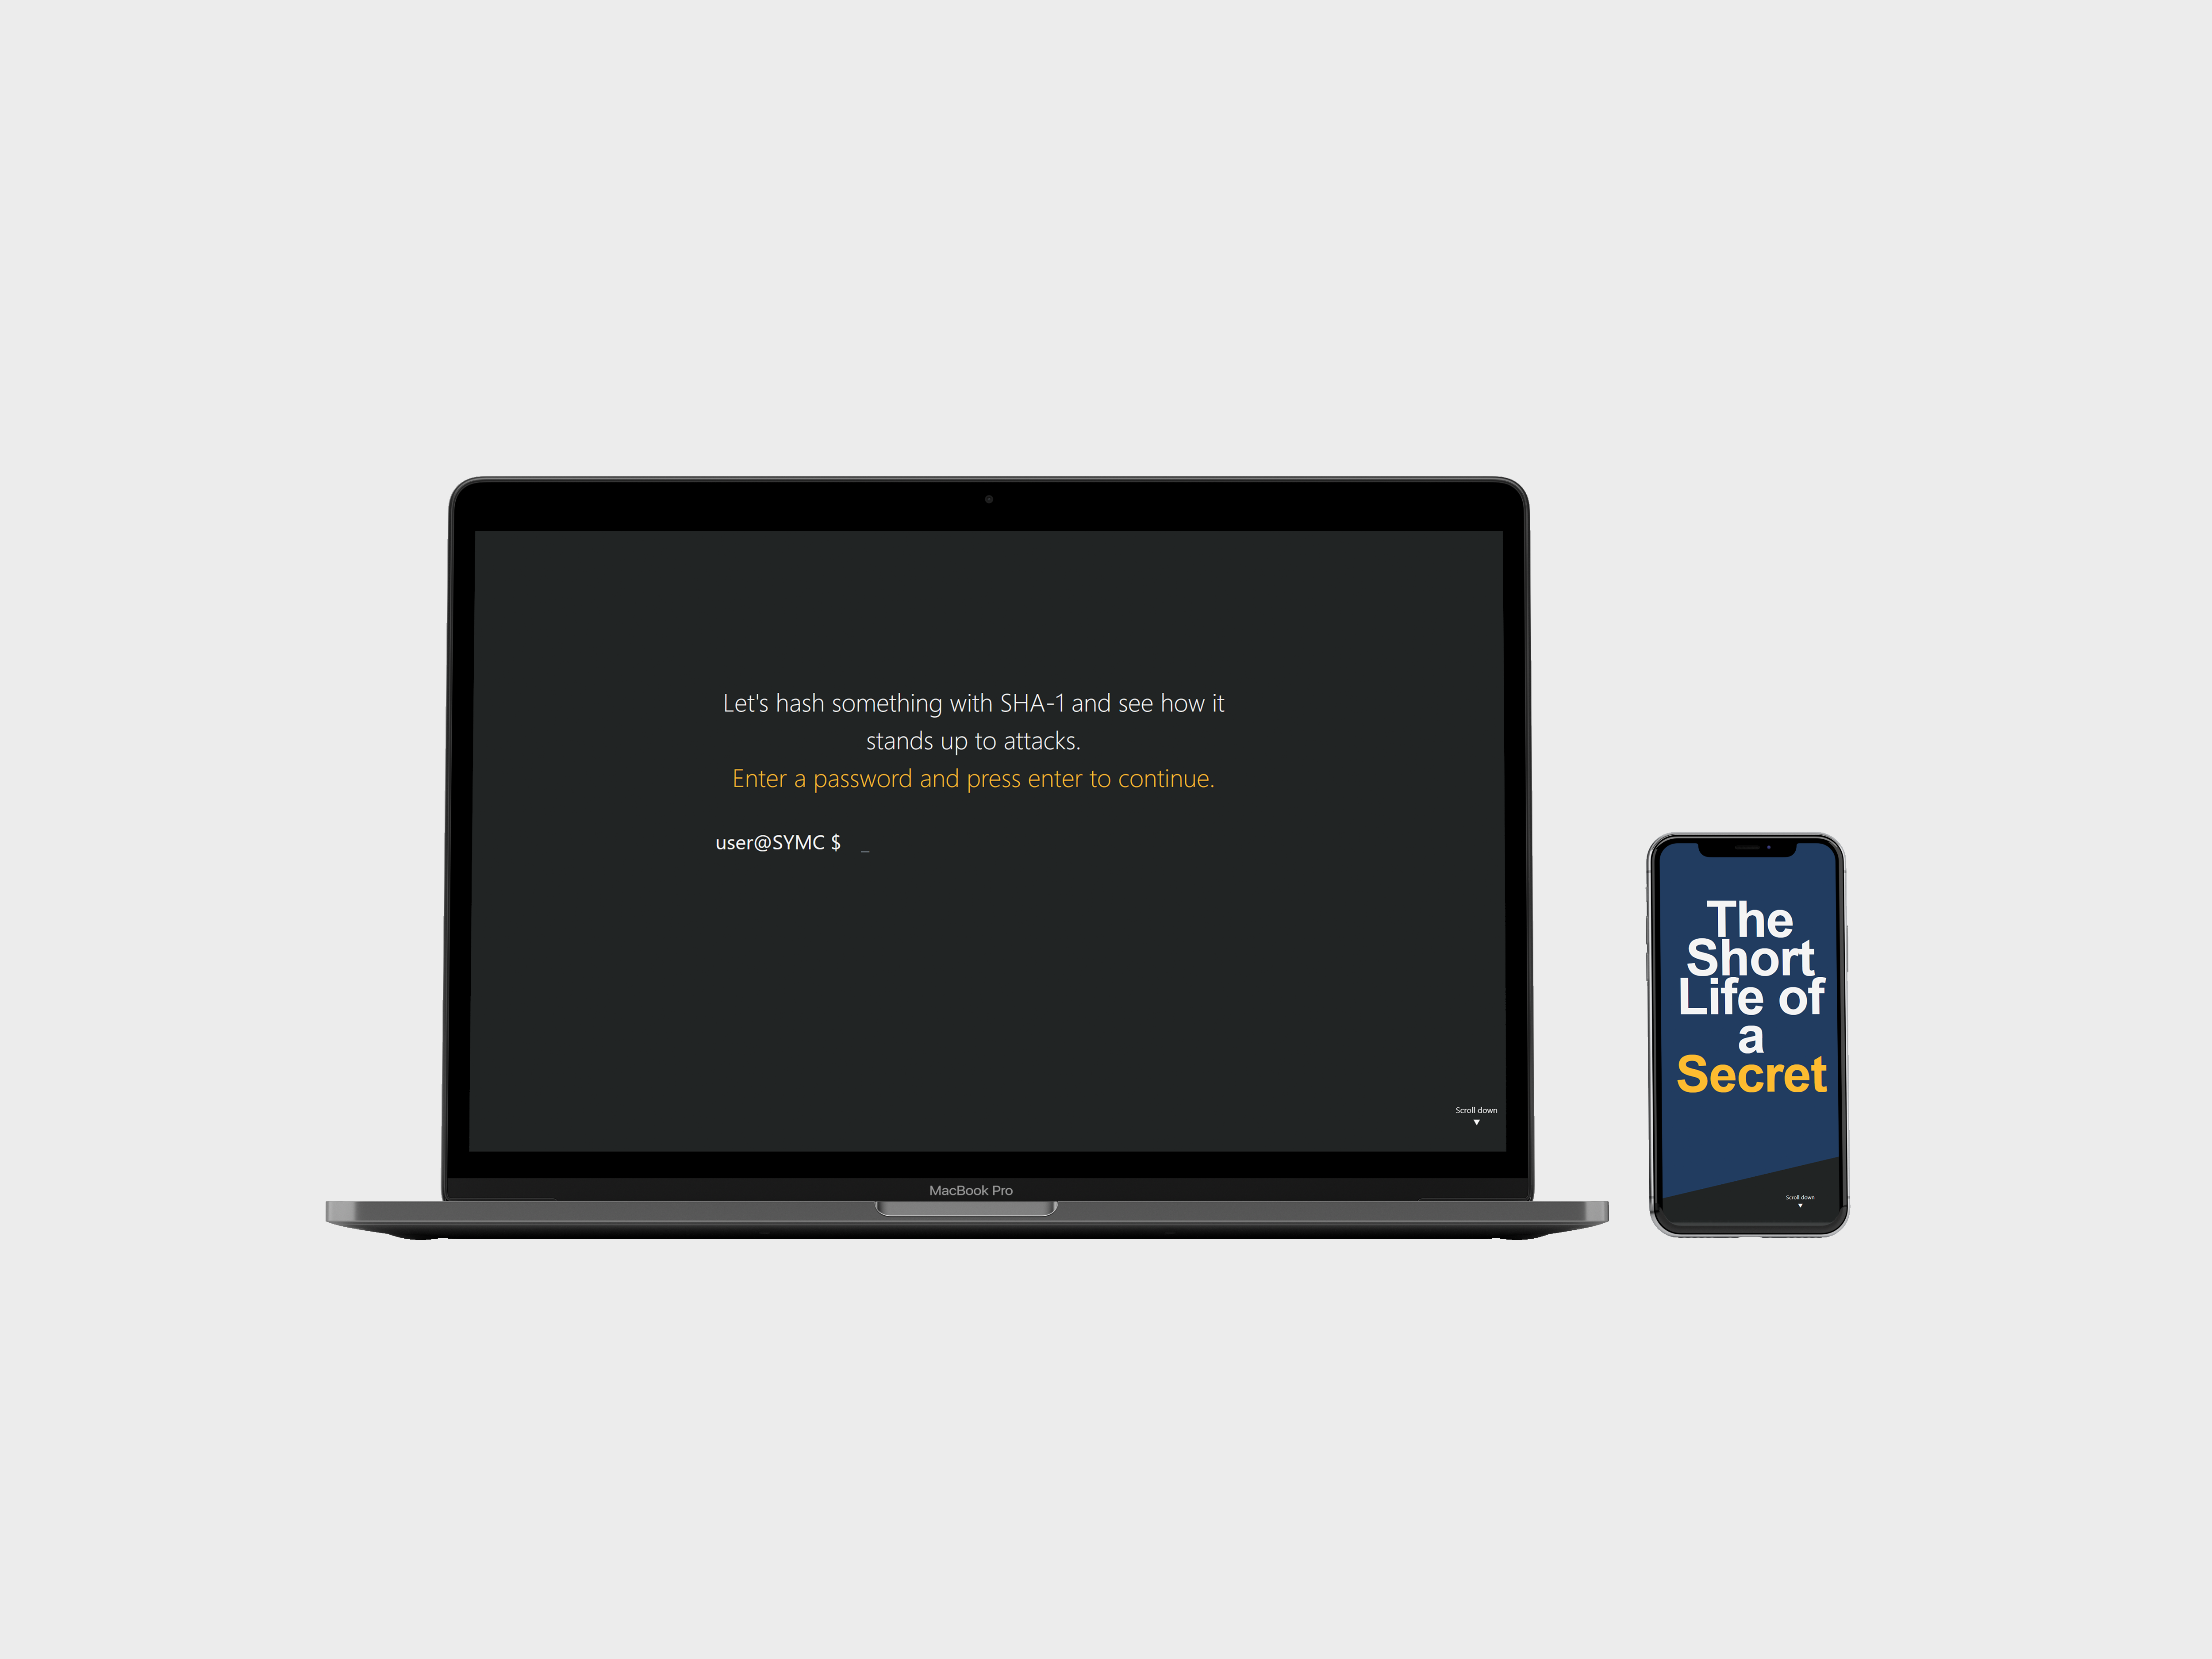 Let's hash something with SHA-1 and see how it
stands up to attacks.
Enter a password and press enter to continue.
user@SYMC $ _
Scroll down
MacBook Pro
The
Short
Life of
a
Secret
Scroll down